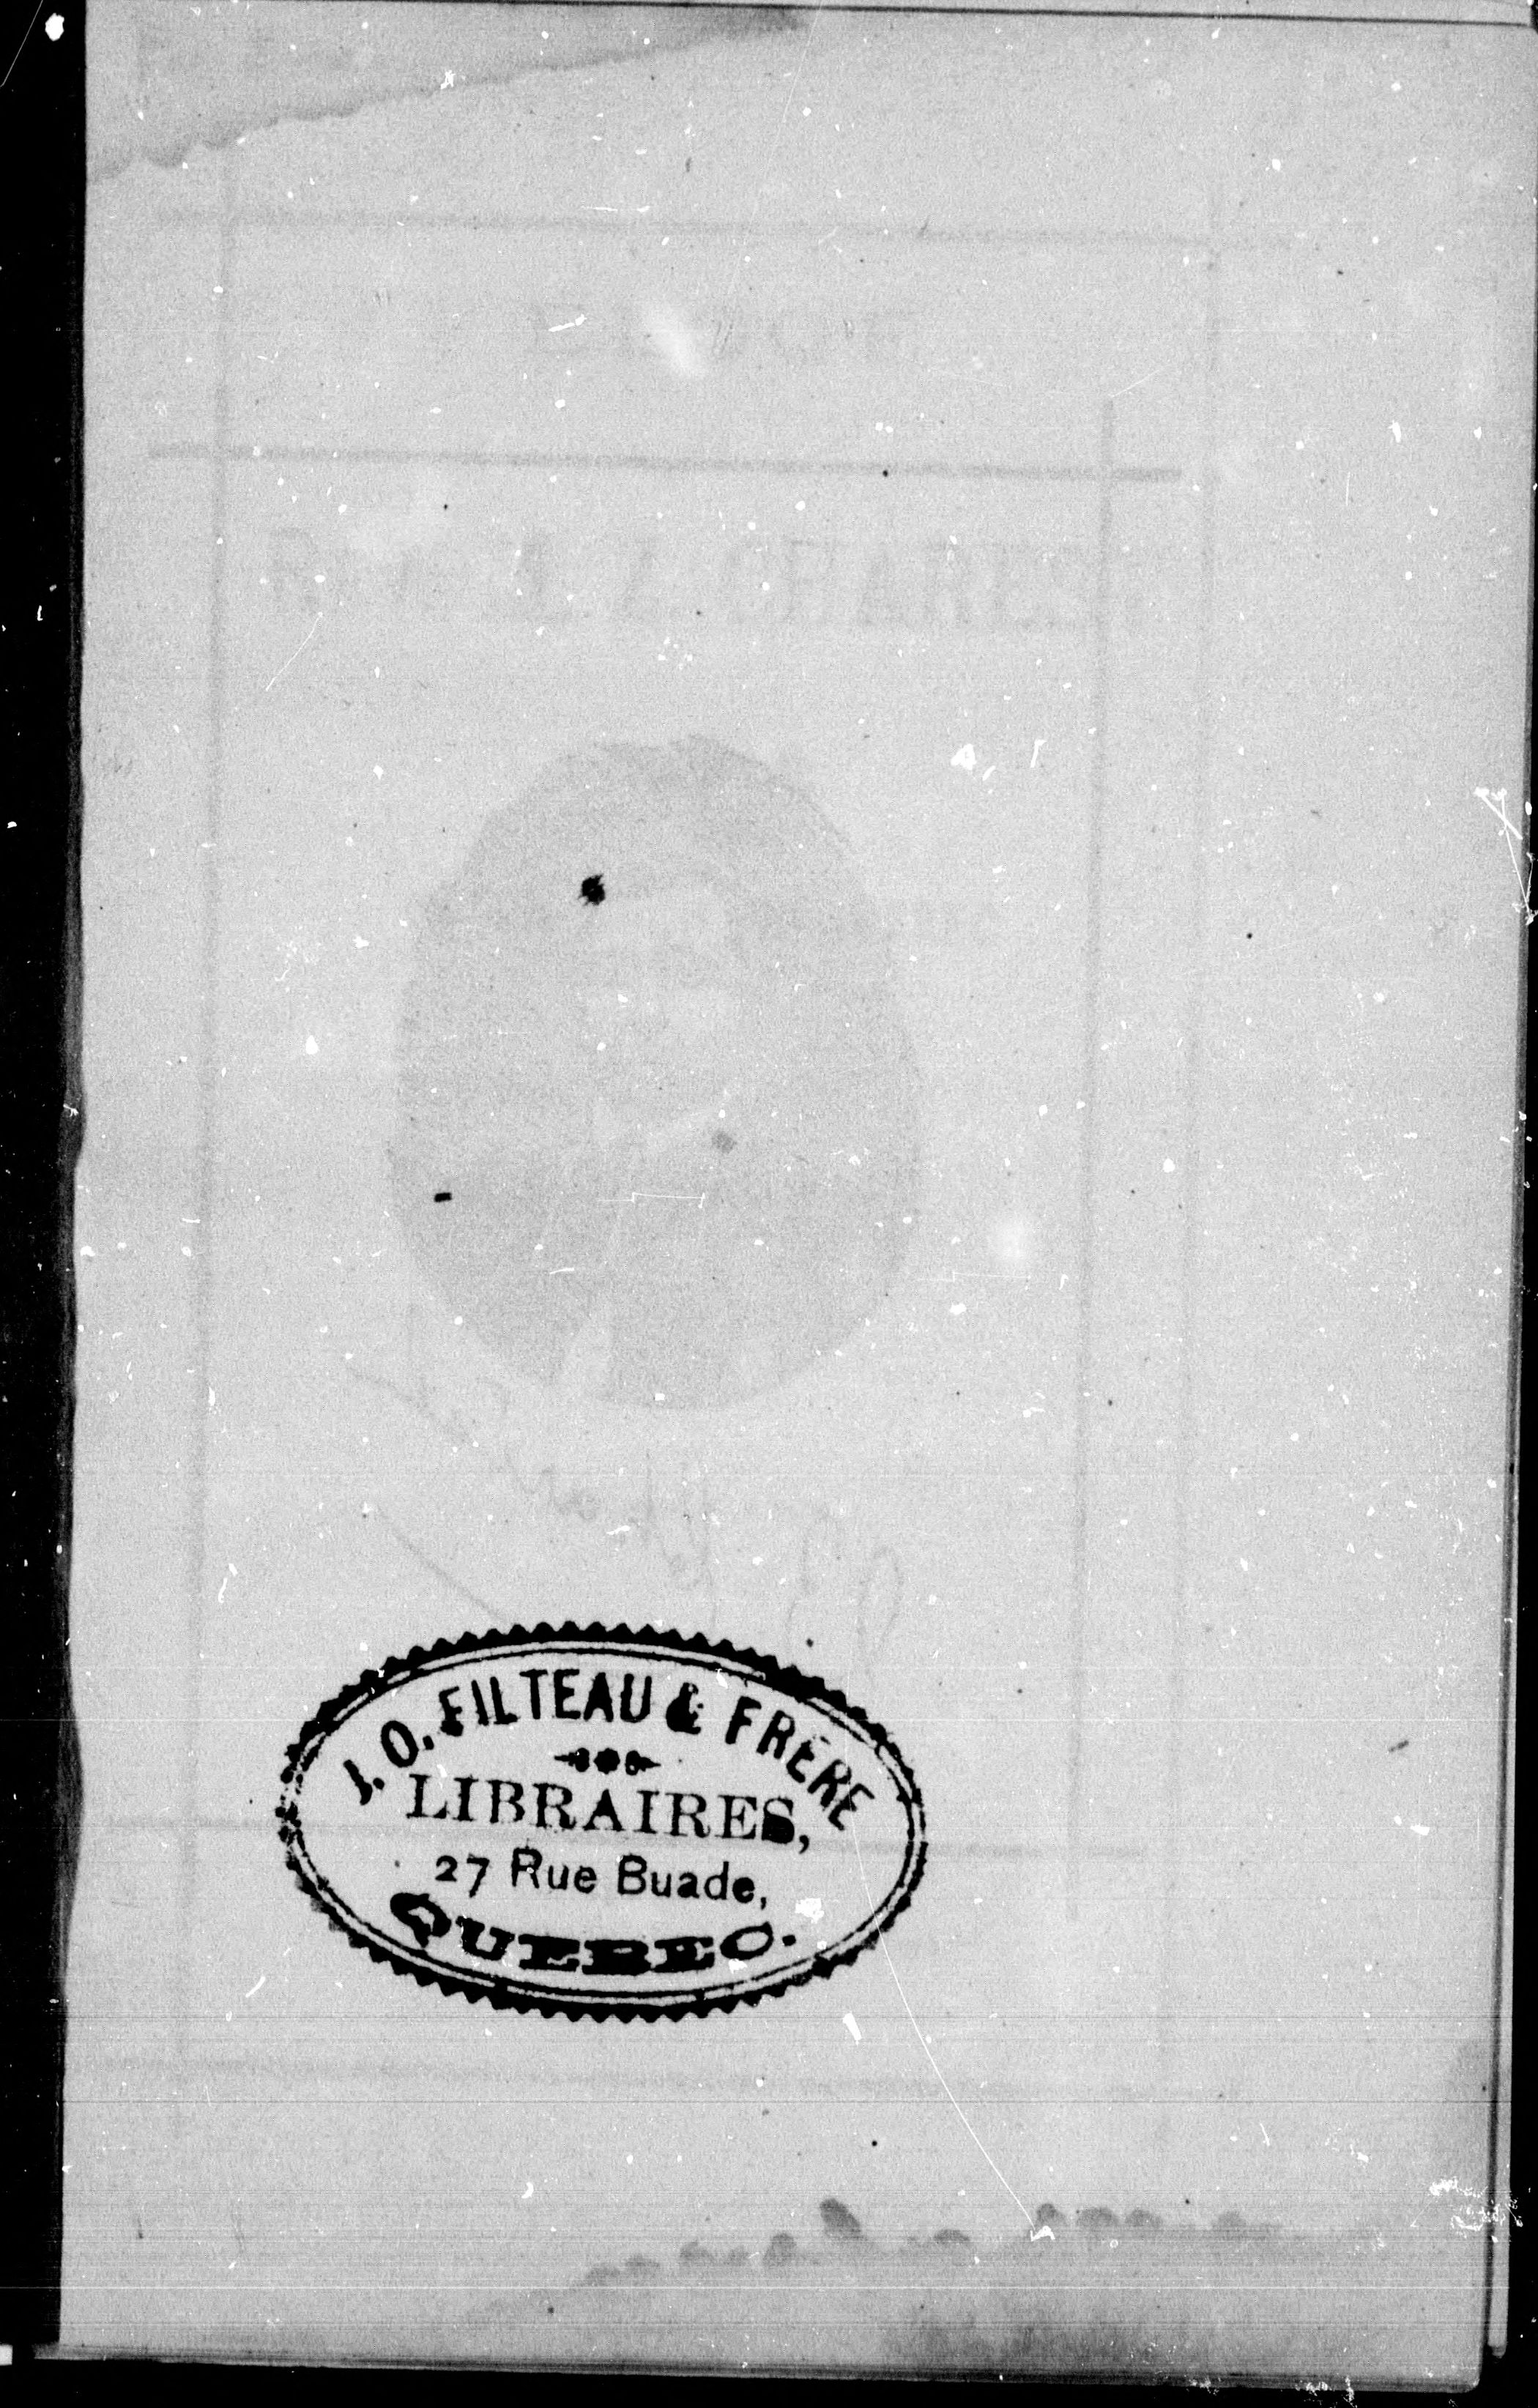 J. O. FILTEAU & FRÈRE
LIBRAIRES,
27 Rue Buade,
QUEBEC.